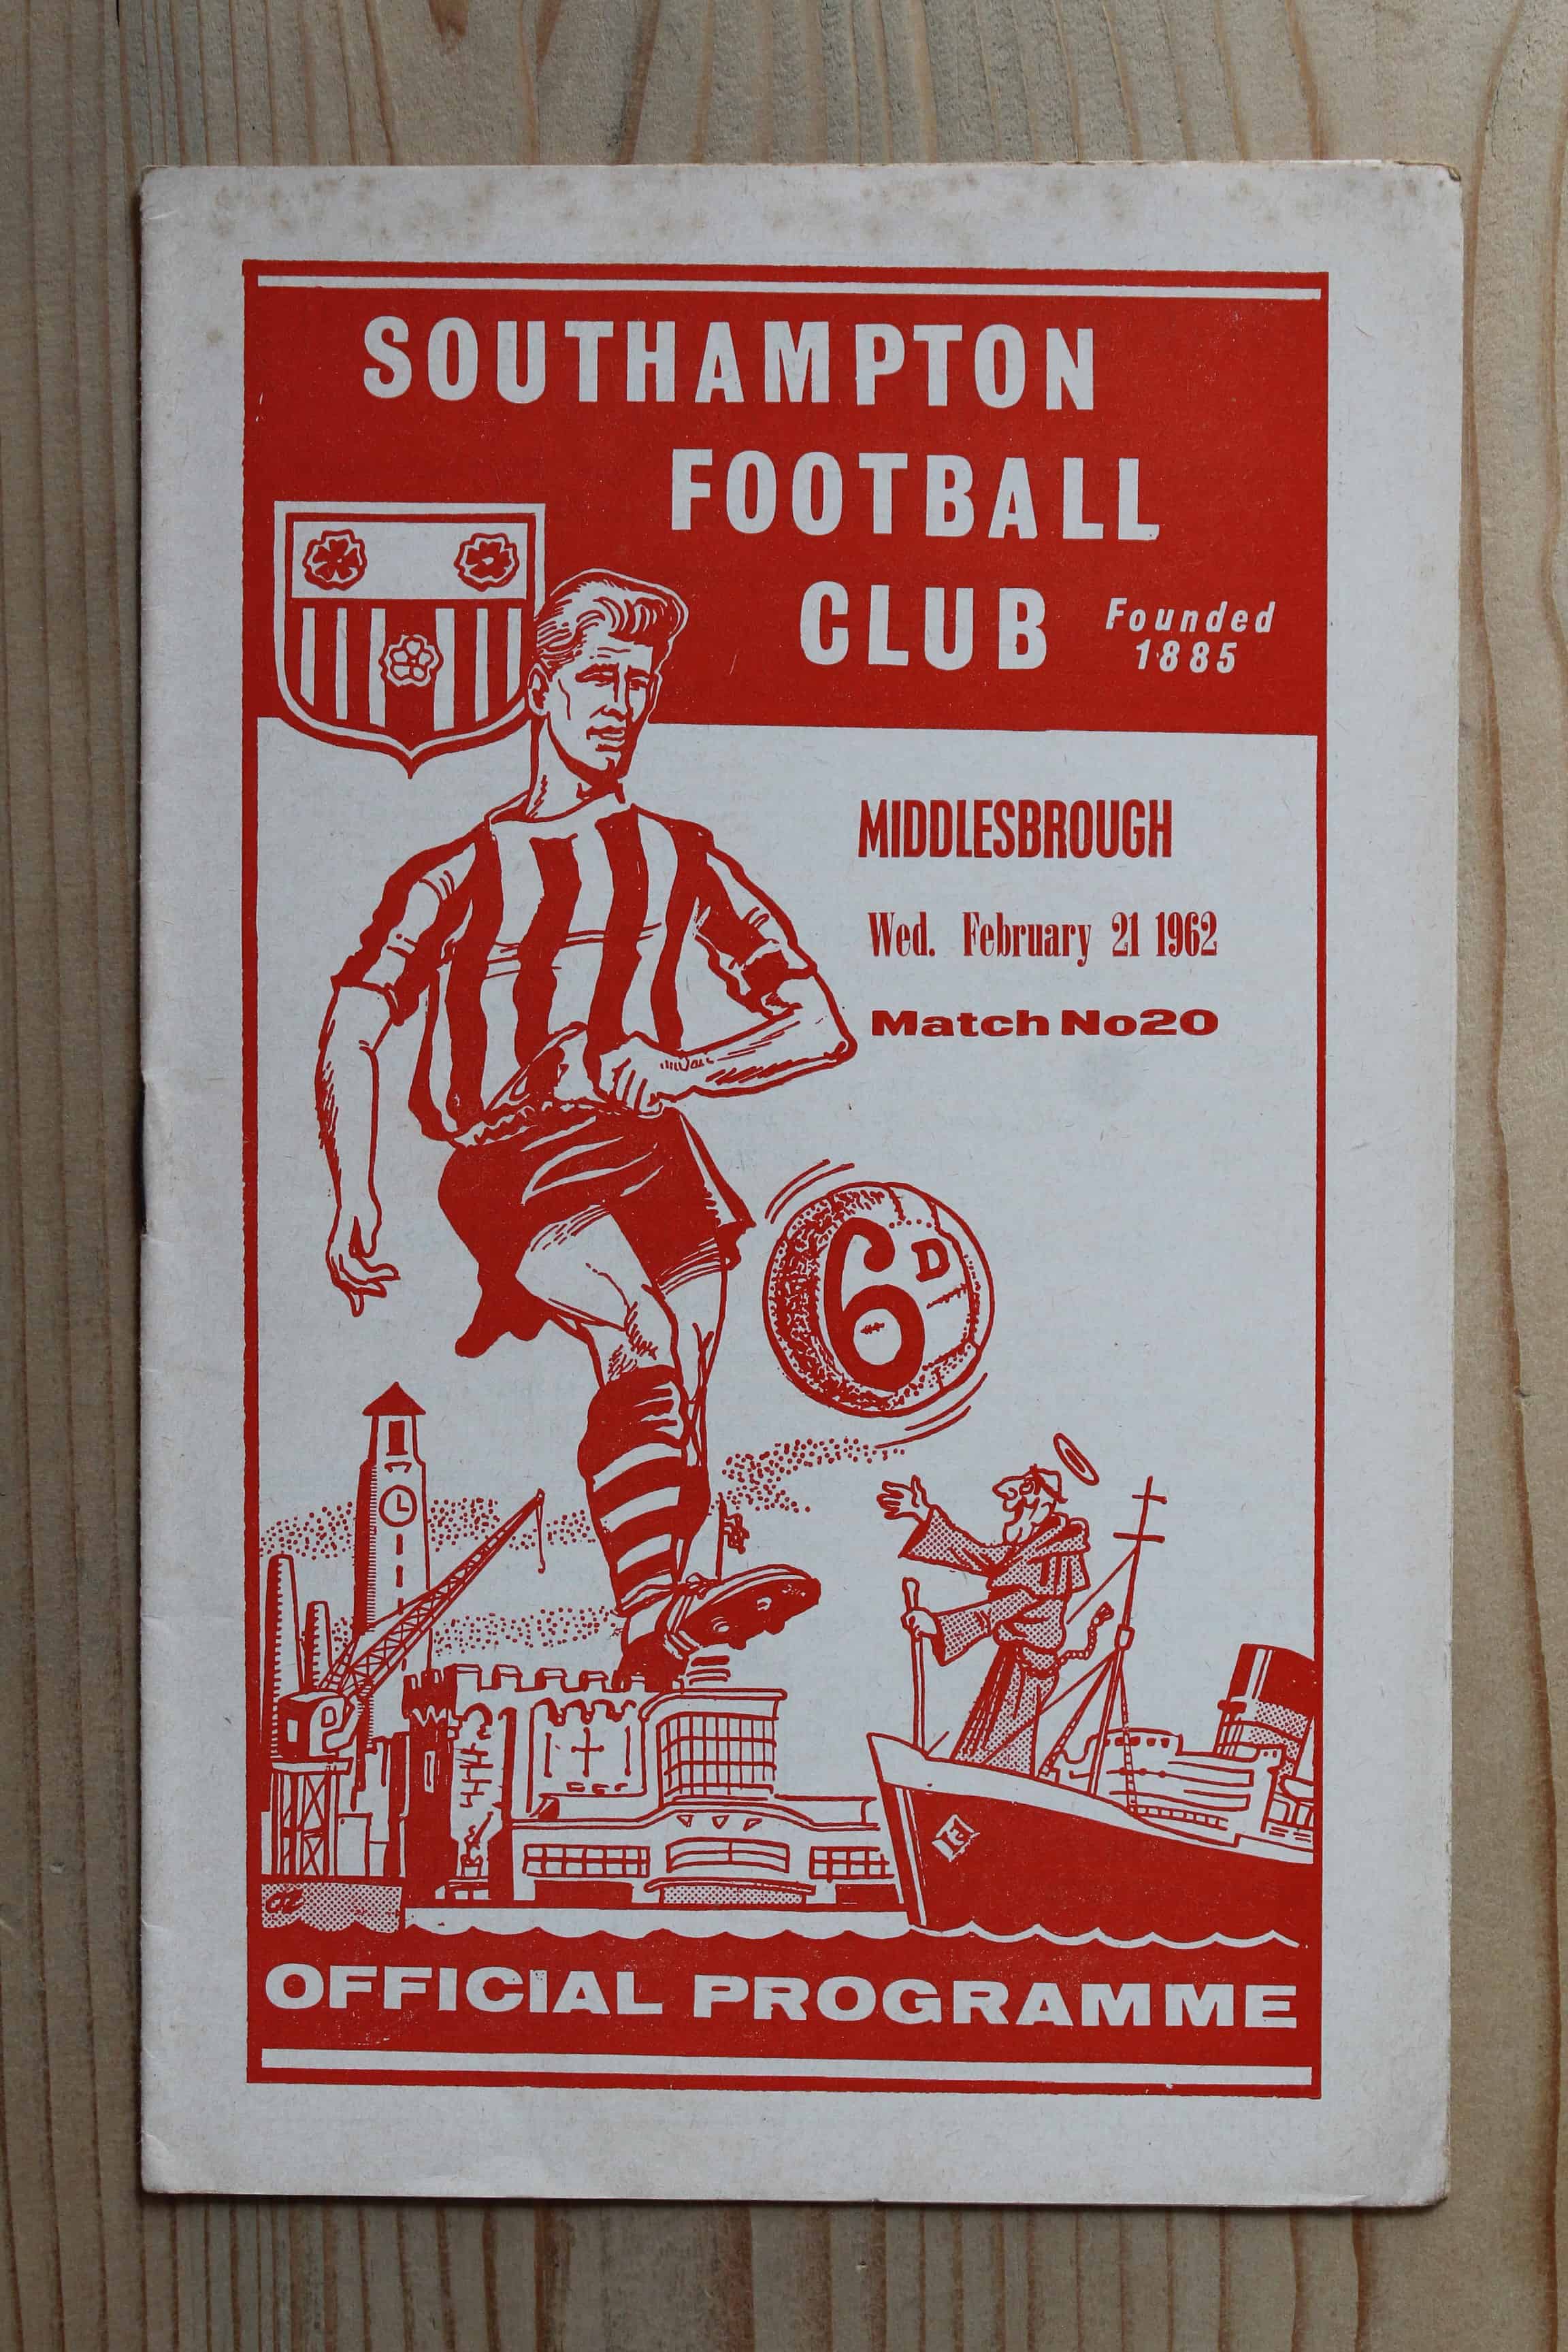 SOUTHAMPTON
FOOTBALL
CLUB
Founded
1885
MIDDLESBROUGH
Wed. February 21 1962
Match No20
6D
OFFICIAL PROGRAMME